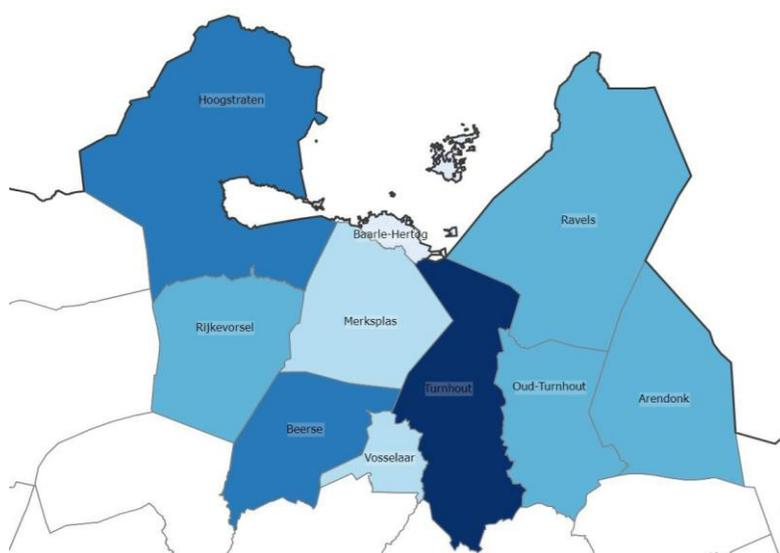 Hoogstraten
Ravels
Baarle-Hertog
Merksplas
Rijkevorsel
Oud-Turnhout
Turnhout
Arendonk
Beerse
Vosselaar